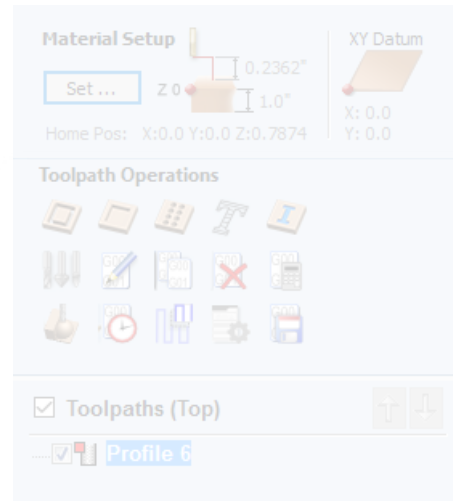 Material Setup
XY Datum
0.2362"
Set ...
Z 0
1.0"
X: 0.0
Home Pos: X:0.0 Y:0.0 Z:0.7874
Y: 0.0
Toolpath Operations
Toolpaths (Top)
Profile 6